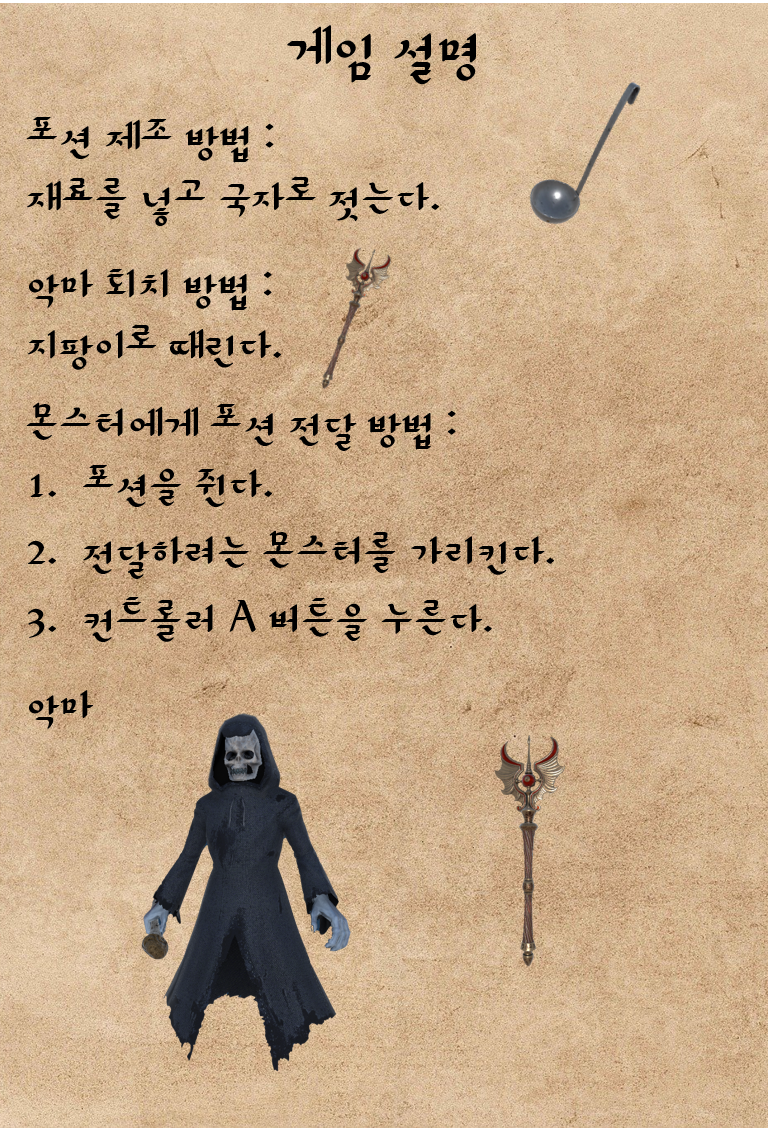 게임 설명
포션 제조 방법 :
재료를 넣고 국자로 젓는다.
악마 퇴치 방법 :
지팡이로 때린다.
몬스터에게 포션 전달 방법 :
1. 포션을 쥔다.
2. 전달하려는 몬스터를 가리킨다.
3. 컨트롤러 A 버튼을 누른다.
악마